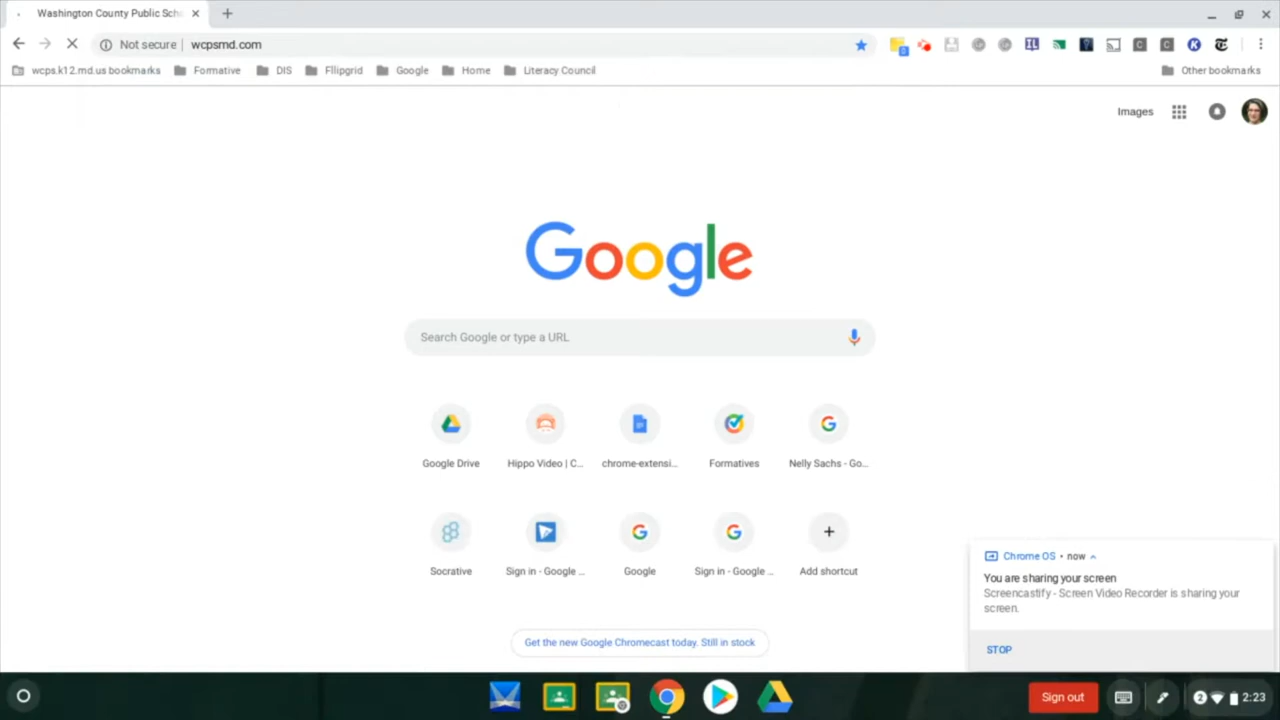 Washington County Public Scho
Not secure | wcpsmd.com
wcps.k12.md.us bookmarks Formative DIS Fllipgrid Google Home Literacy Council Other bookmarks
Images
Google
Search Google or type a URL
Google Drive Hippo Video | C... chrome-extensi... Formatives Nelly Sachs - Go...
Socrative Sign in - Google ... Google Sign in - Google ... Add shortcut
Get the new Google Chromecast today. Still in stock
Chrome OS • now
You are sharing your screen
Screencastify - Screen Video Recorder is sharing your
screen.
STOP
Sign out 2 2:23